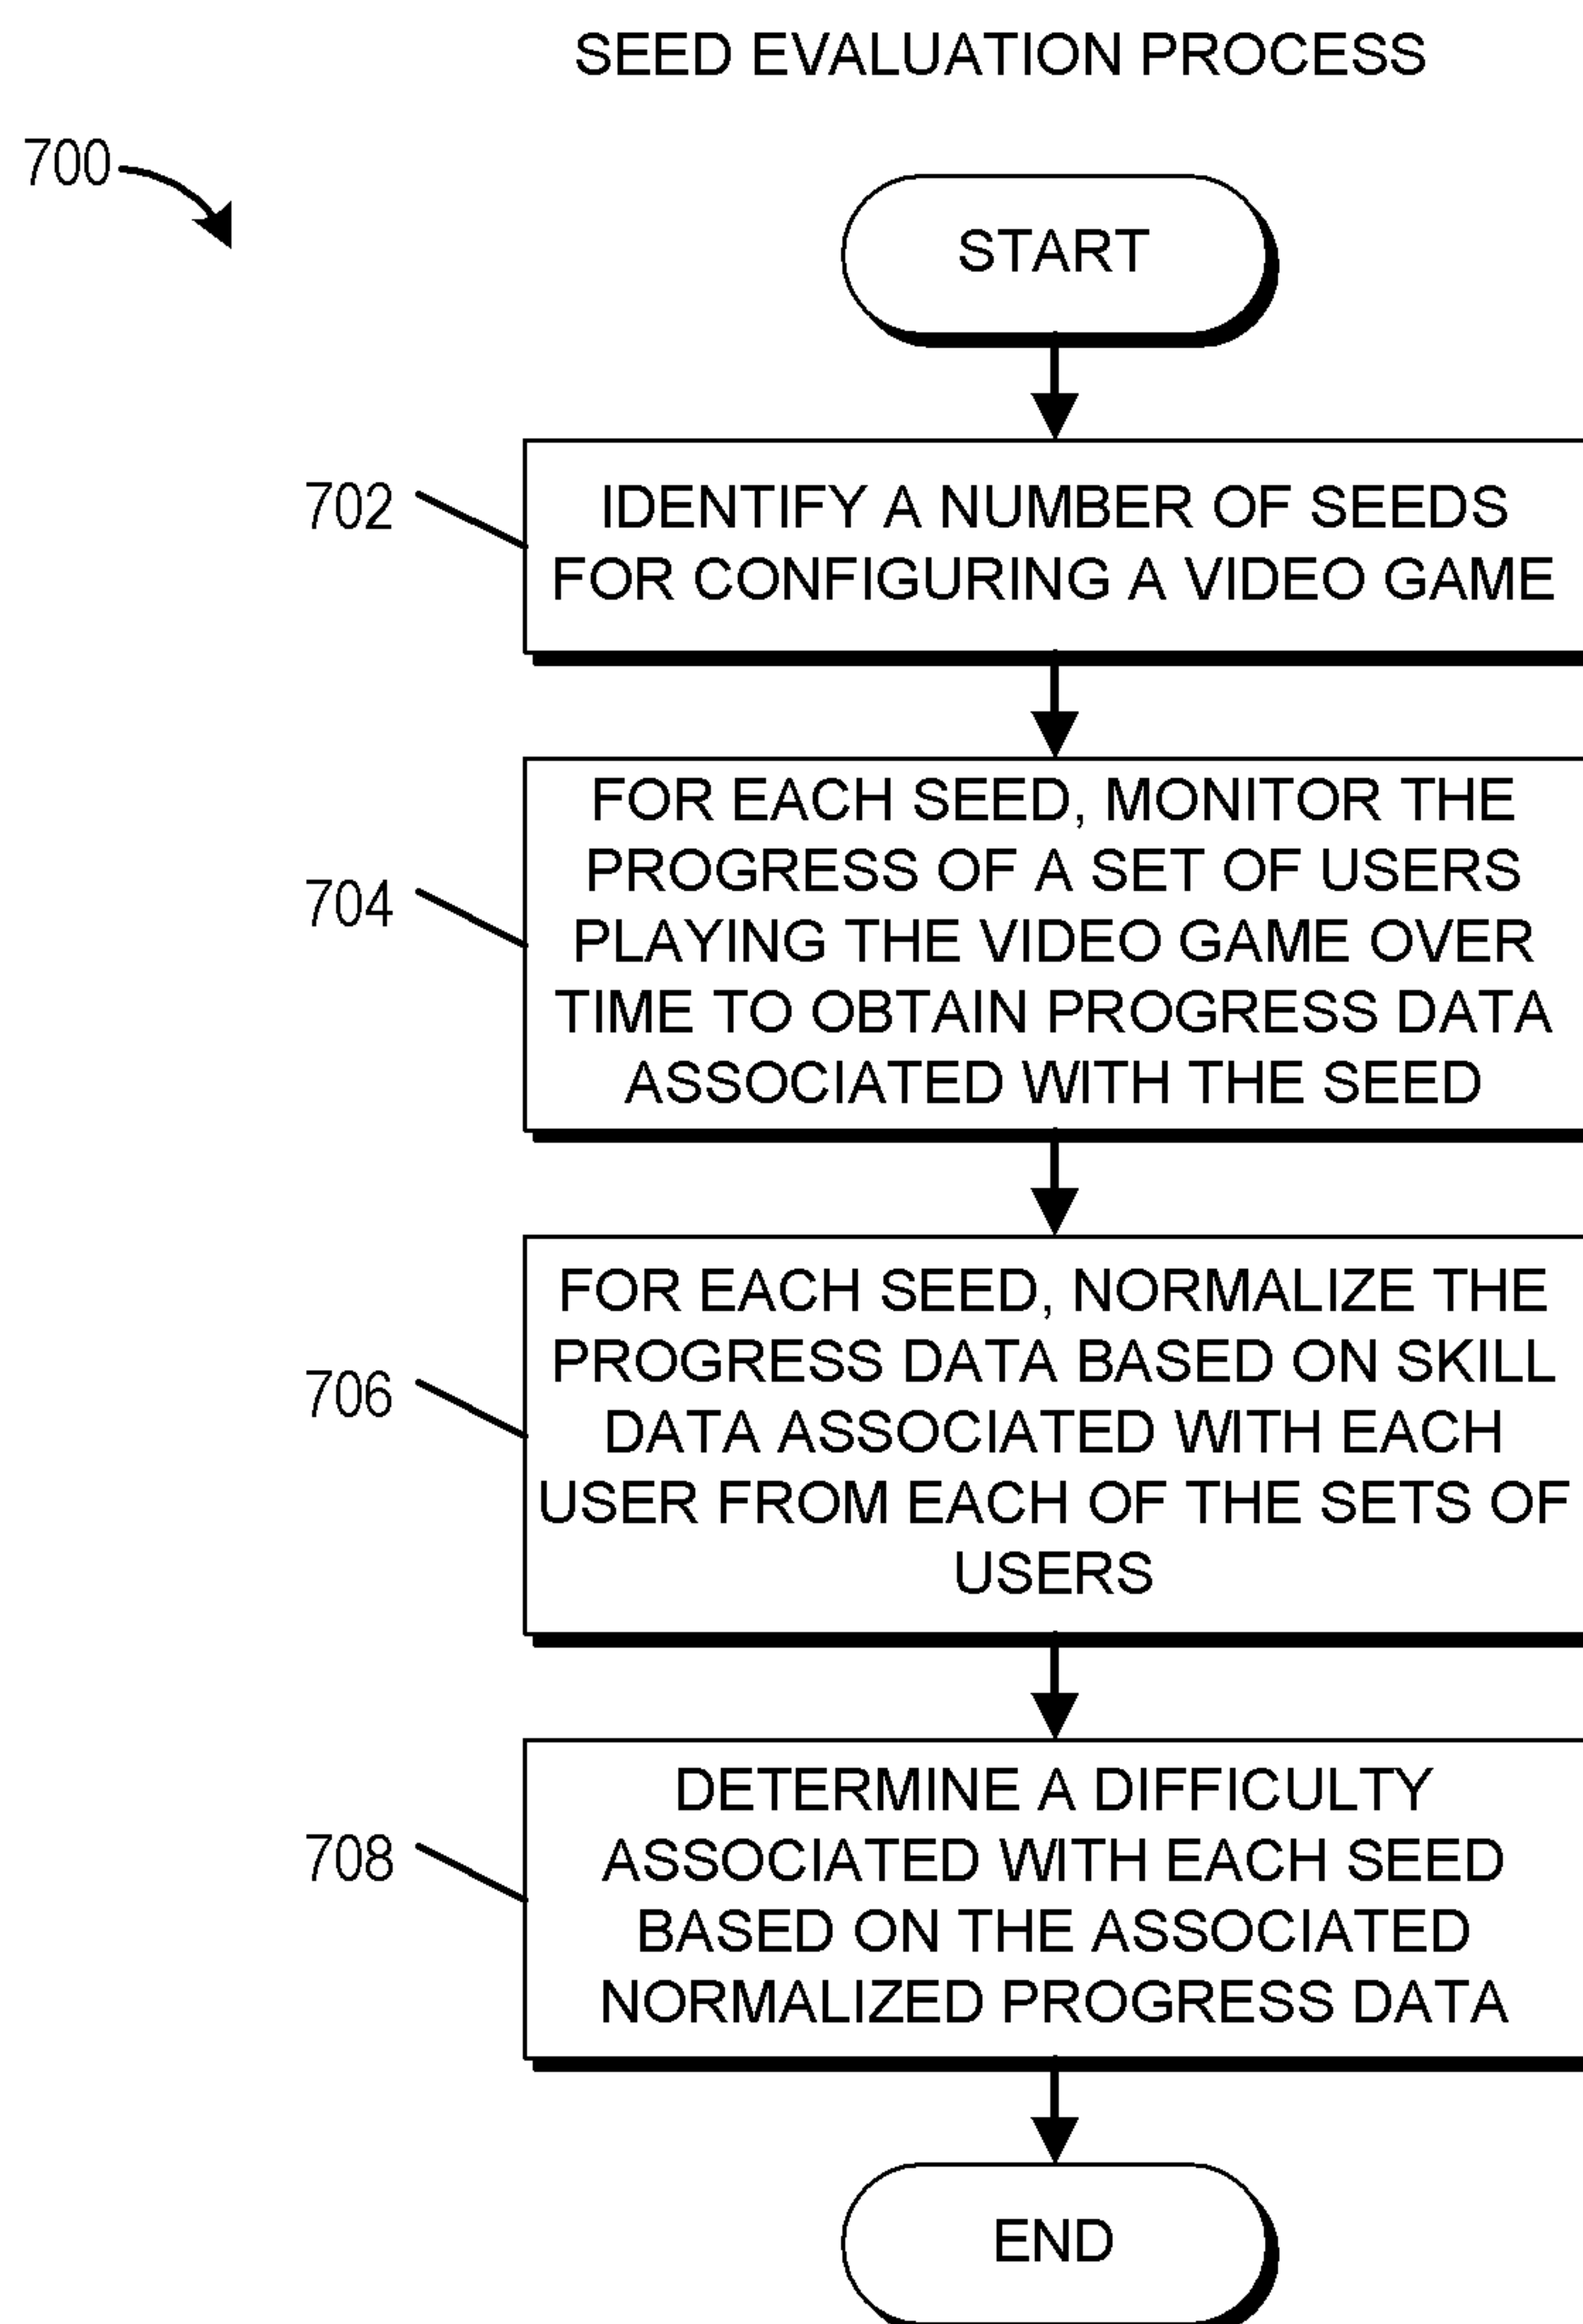 SEED EVALUATION PROCESS
700
START
702
IDENTIFY A NUMBER OF SEEDS
FOR CONFIGURING A VIDEO GAME
704
FOR EACH SEED, MONITOR THE
PROGRESS OF A SET OF USERS
PLAYING THE VIDEO GAME OVER
TIME TO OBTAIN PROGRESS DATA
ASSOCIATED WITH THE SEED
706
FOR EACH SEED, NORMALIZE THE
PROGRESS DATA BASED ON SKILL
DATA ASSOCIATED WITH EACH
USER FROM EACH OF THE SETS OF
USERS
708
DETERMINE A DIFFICULTY
ASSOCIATED WITH EACH SEED
BASED ON THE ASSOCIATED
NORMALIZED PROGRESS DATA
END